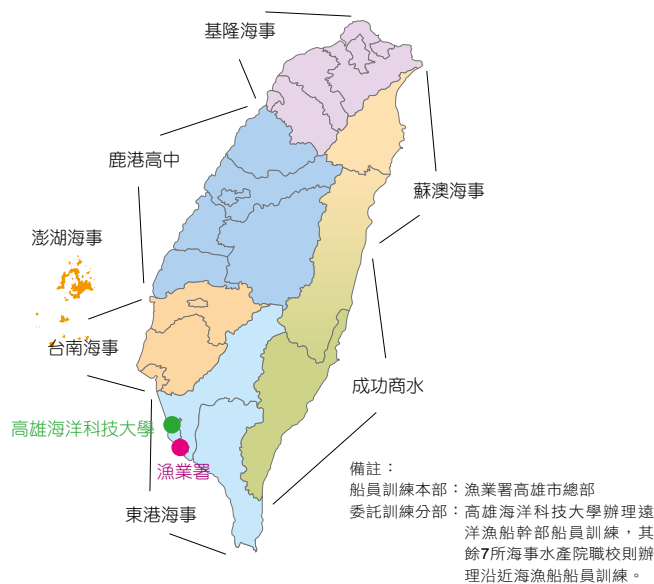 基隆海事
鹿港高中
蘇澳海事
澎湖海事
台南海事
成功商水
高雄海洋科技大學
漁業署
東港海事
備註：
船員訓練本部：漁業署高雄市總部
委託訓練分部：高雄海洋科技大學辦理遠
洋漁船幹部船員訓練，其
餘7所海事水產院職校則辦
理沿近海漁船船員訓練。